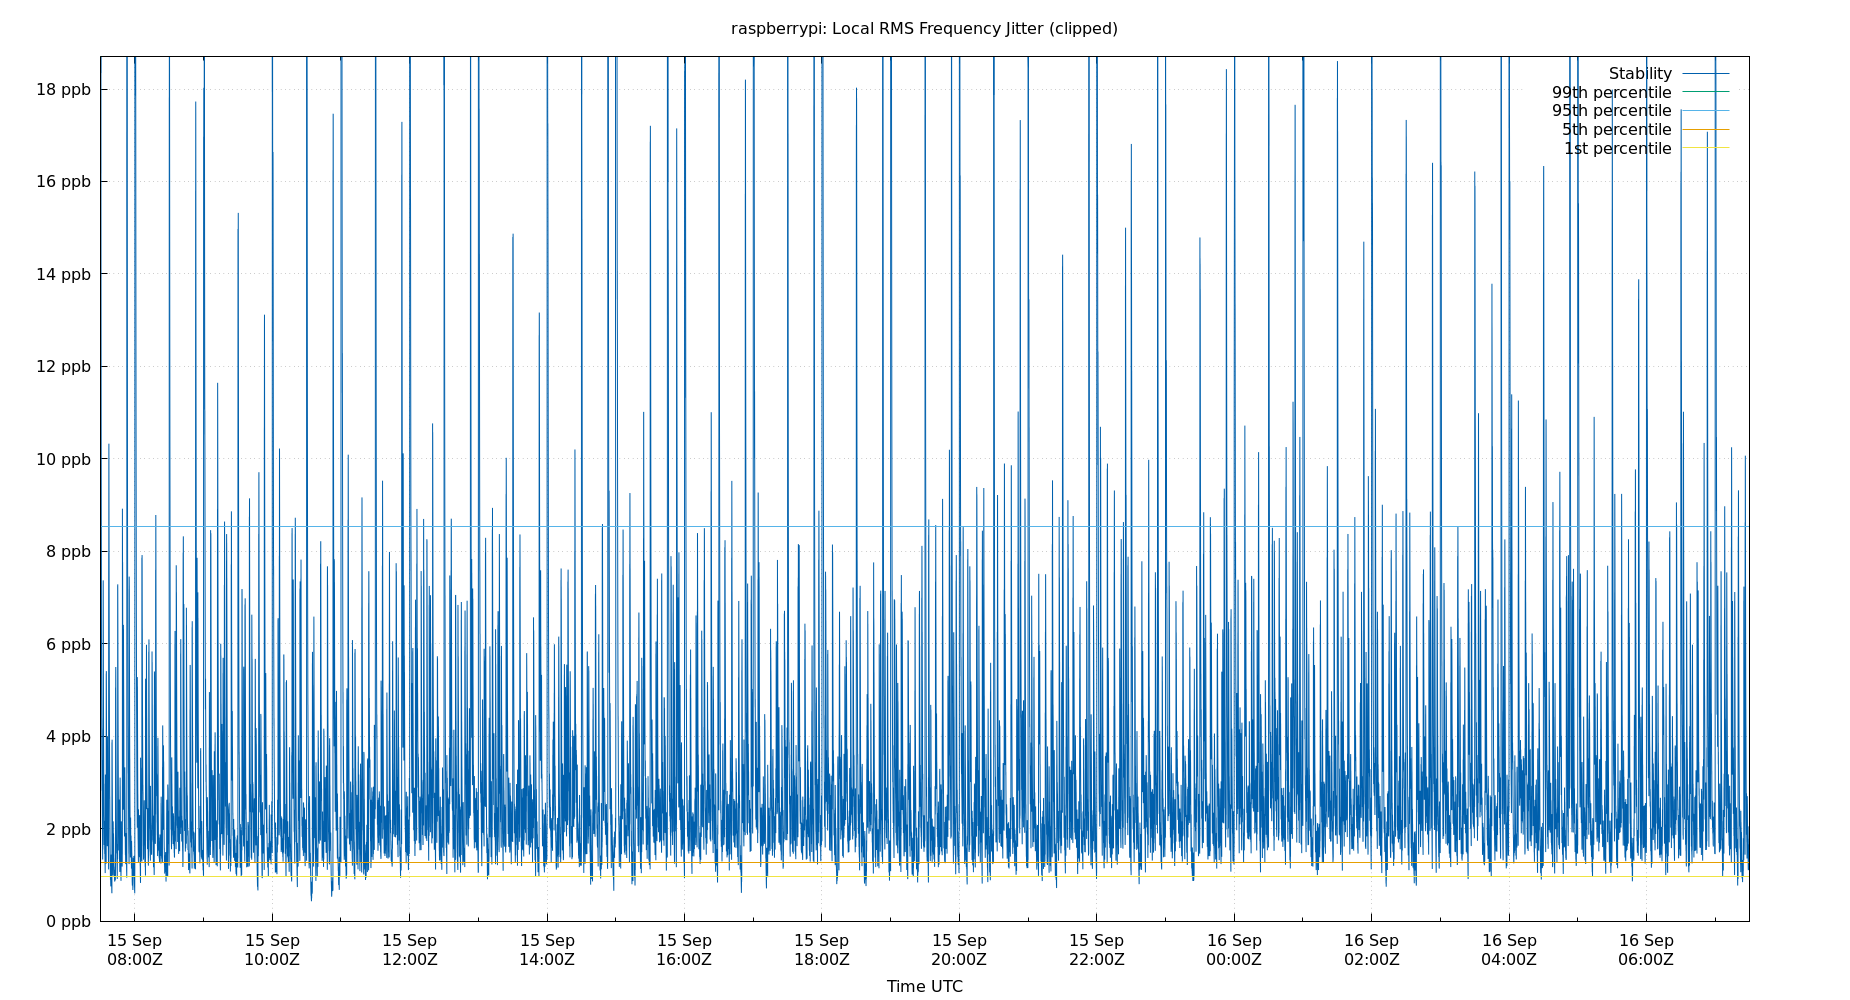 raspberrypi: Local RMS Frequency Jitter (clipped)
18 ppb
16 ppb
14 ppb
12 ppb
10 ppb
8 ppb
6 ppb
4 ppb
2 ppb
0 ppb
Stability
99th percentile
95th percentile
5th percentile
1st percentile
15 Sep 15 Sep 15 Sep 15 Sep 15 Sep 15 Sep 15 Sep 15 Sep 16 Sep 16 Sep 16 Sep 16 Sep
08:00Z 10:00Z 12:00Z 14:00Z 16:00Z 18:00Z 20:00Z 22:00Z 00:00Z 02:00Z 04:00Z 06:00Z
Time UTC